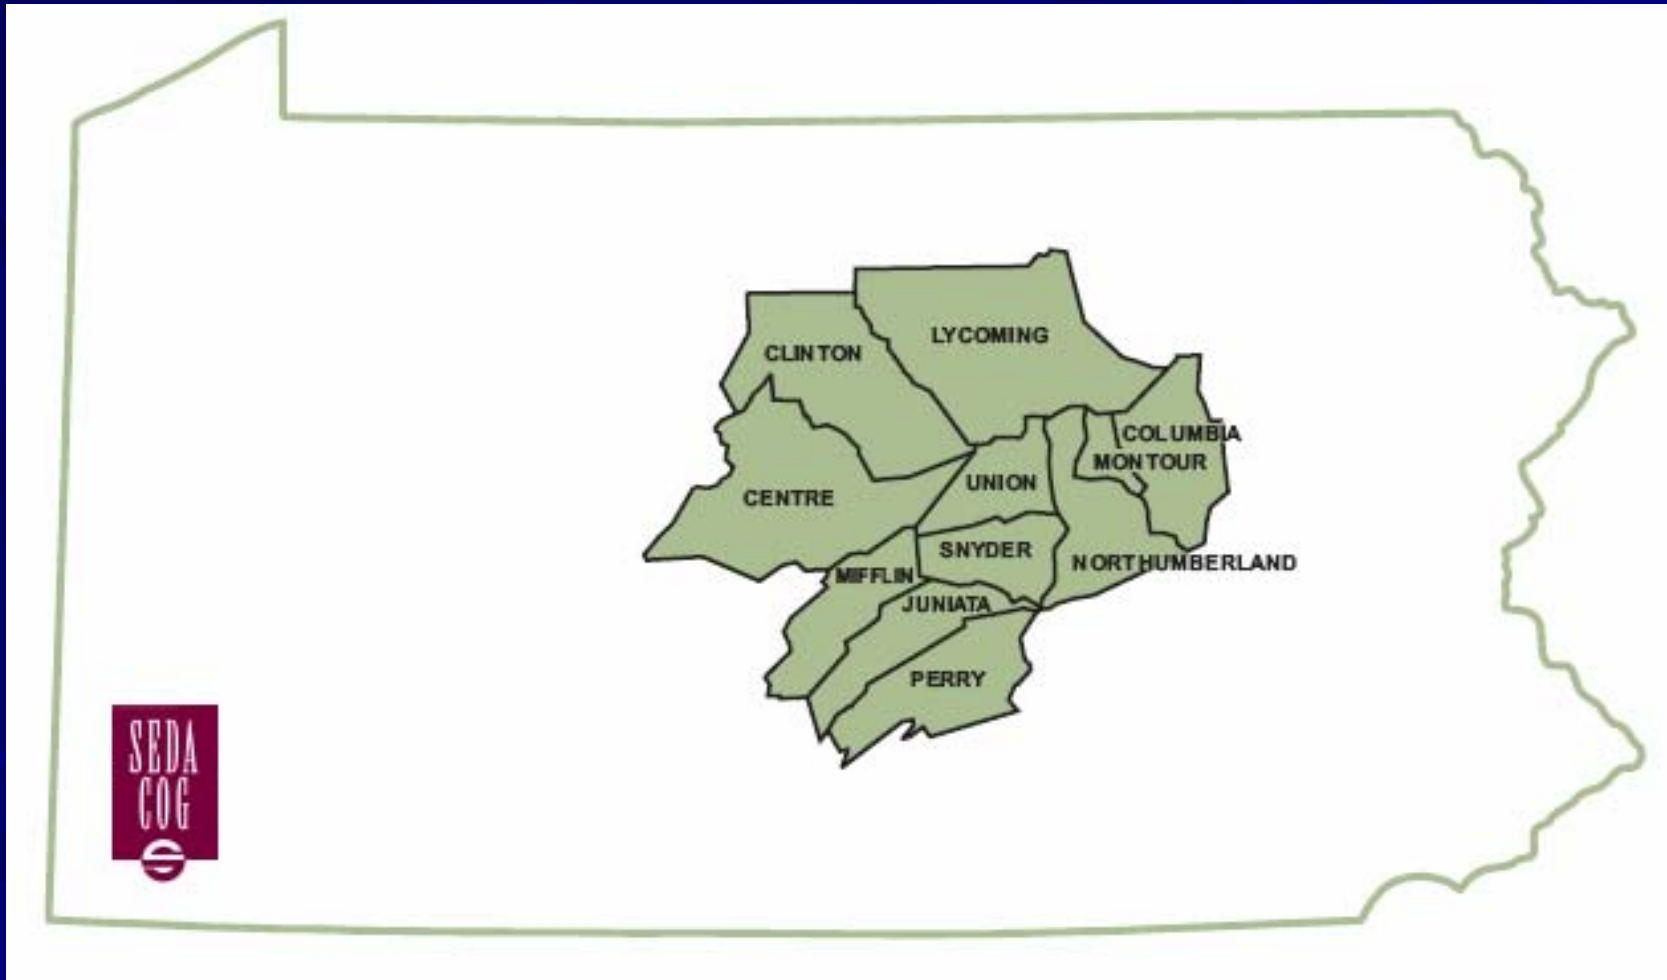 LYCOMING
CLINTON
COLUMBIA
MONTOUR
UNION
CENTRE
SNYDER
NORTHUMBERLAND
MIFFLIN
JUNIATA
PERRY
SEDA
COG